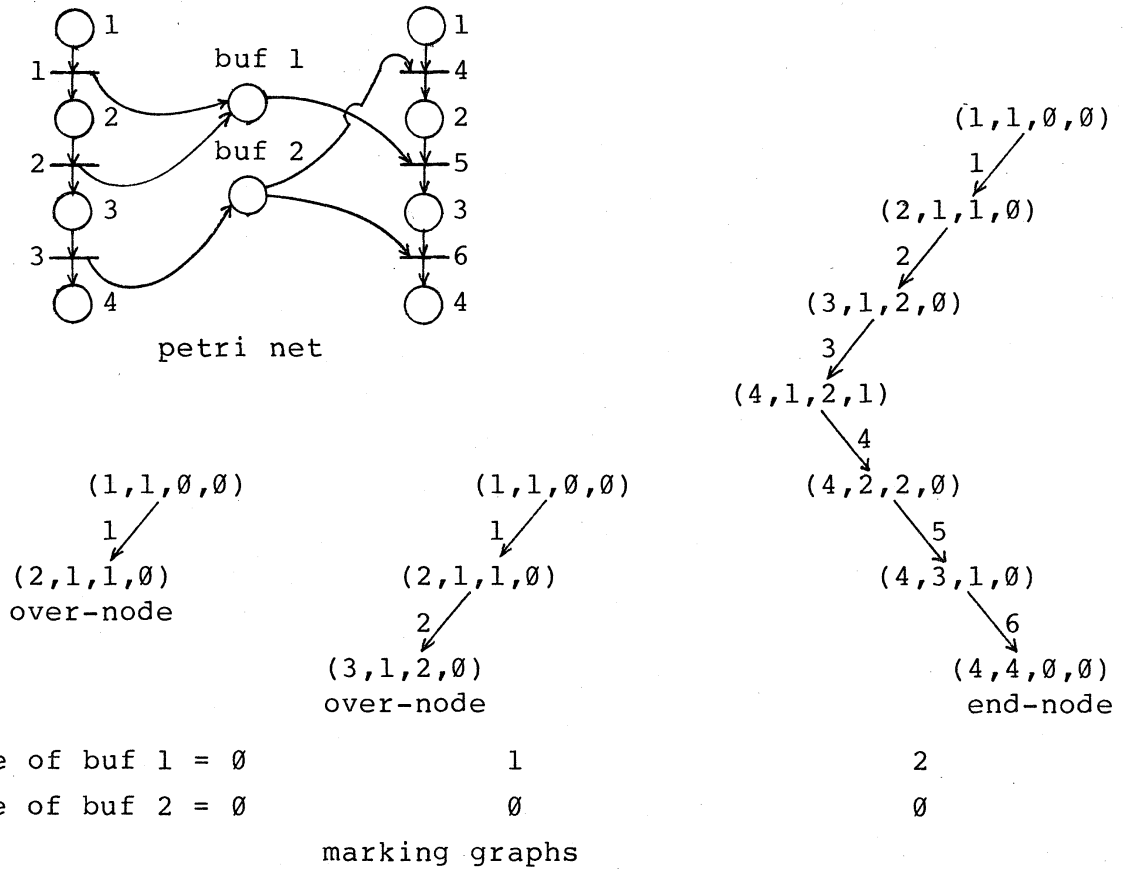 1
1
2
2
3
3
4
buf 1
buf 2
1
4
2
5
3
6
4
petri net
(1,1,Ø,Ø)
1
(2,1,1,Ø)
over-node
(1,1,Ø,Ø)
1
(2,1,1,Ø)
2
(3,1,2,Ø)
over-node
(1,1,Ø,Ø)
1
(2,1,1,Ø)
2
(3,1,2,Ø)
3
(4,1,2,1)
4
(4,2,2,Ø)
5
(4,3,1,Ø)
6
(4,4,Ø,Ø)
end-node
e of buf 1 = Ø 1 2
e of buf 2 = Ø Ø Ø
marking graphs